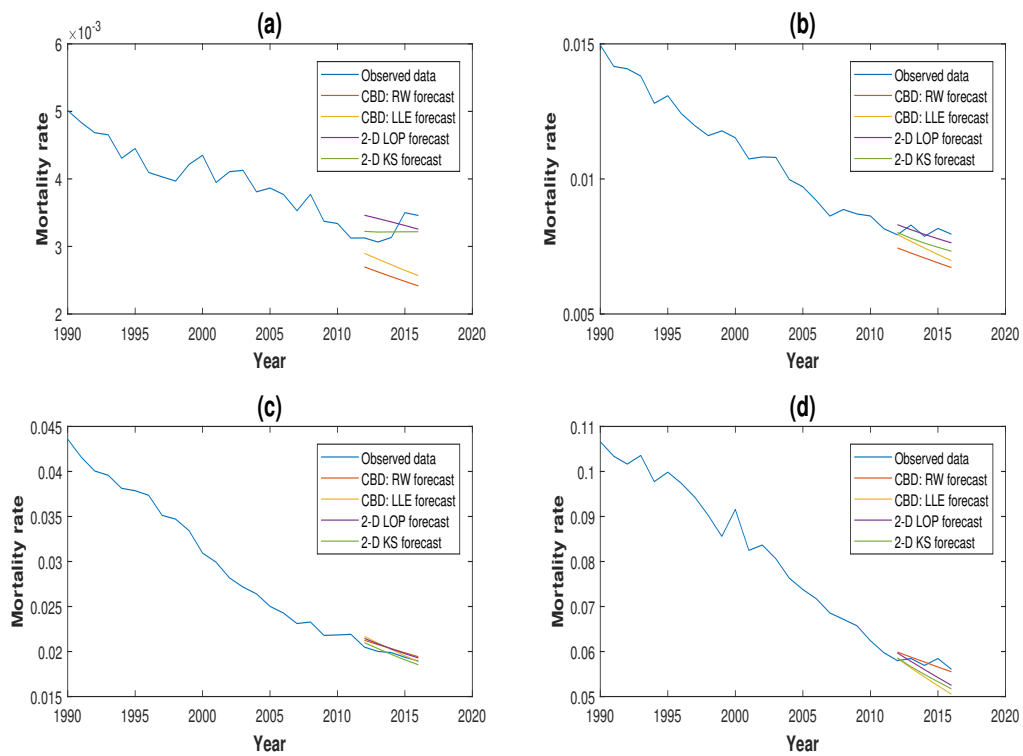 (a)
6 ×10⁻³
5
4
3
2
Mortality rate
1990 1995 2000 2005 2010 2015 2020
Year
Observed data
CBD: RW forecast
CBD: LLE forecast
2-D LOP forecast
2-D KS forecast
(b)
0.015
0.01
0.005
Mortality rate
1990 1995 2000 2005 2010 2015 2020
Year
Observed data
CBD: RW forecast
CBD: LLE forecast
2-D LOP forecast
2-D KS forecast
(c)
0.045
0.04
0.035
0.03
0.025
0.02
0.015
Mortality rate
1990 1995 2000 2005 2010 2015 2020
Year
Observed data
CBD: RW forecast
CBD: LLE forecast
2-D LOP forecast
2-D KS forecast
(d)
0.11
0.1
0.09
0.08
0.07
0.06
0.05
Mortality rate
1990 1995 2000 2005 2010 2015 2020
Year
Observed data
CBD: RW forecast
CBD: LLE forecast
2-D LOP forecast
2-D KS forecast